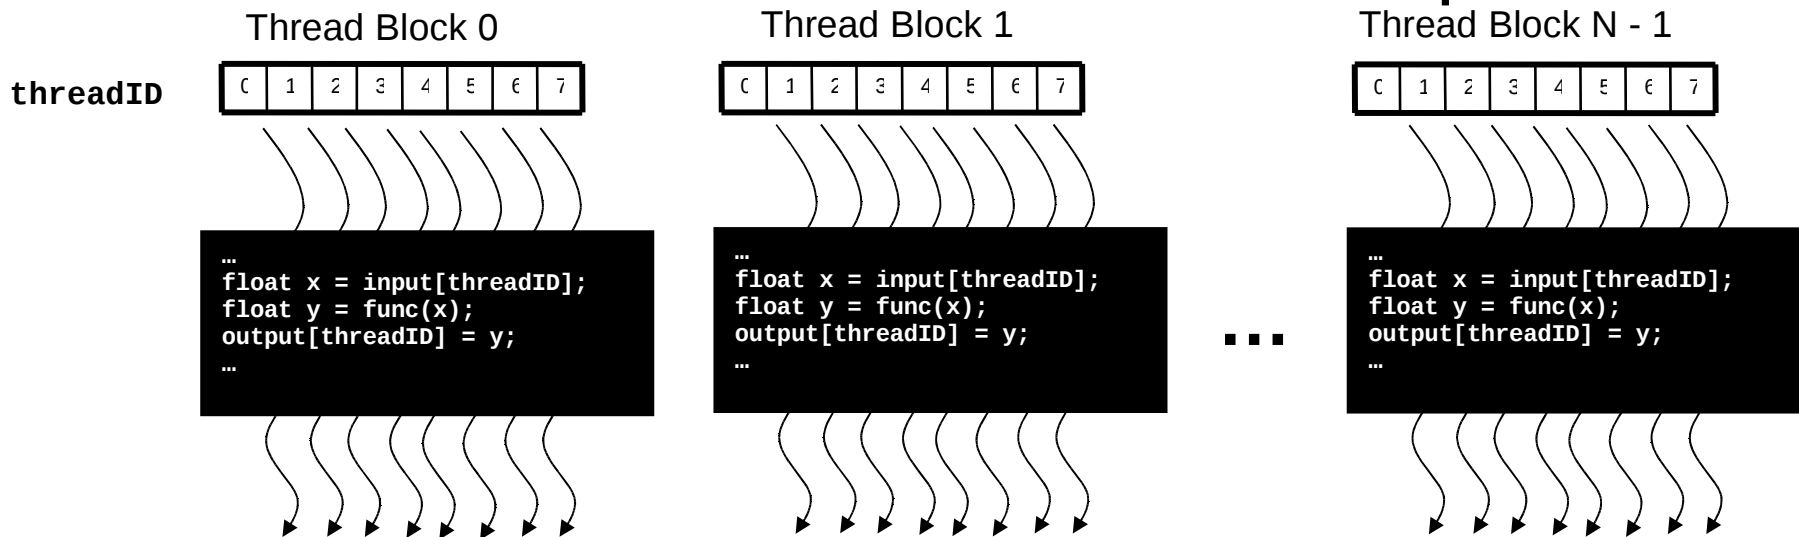 Thread Block 0
Thread Block 1
Thread Block N - 1
threadID
0 1 2 3 4 5 6 7
0 1 2 3 4 5 6 7
0 1 2 3 4 5 6 7
…
float x = input[threadID];
float y = func(x);
output[threadID] = y;
…
…
float x = input[threadID];
float y = func(x);
output[threadID] = y;
…
...
…
float x = input[threadID];
float y = func(x);
output[threadID] = y;
…